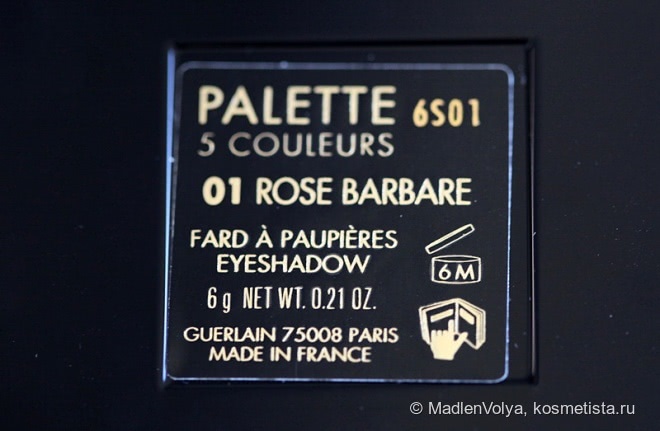 PALETTE 6S01
5 COULEURS
01 ROSE BARBARE
FARD À PAUPIÈRES
EYESHADOW
6M
6 g NET WT. 0.21 OZ.
GUERLAIN 75008 PARIS
MADE IN FRANCE
© MadlenVolya, kosmetista.ru